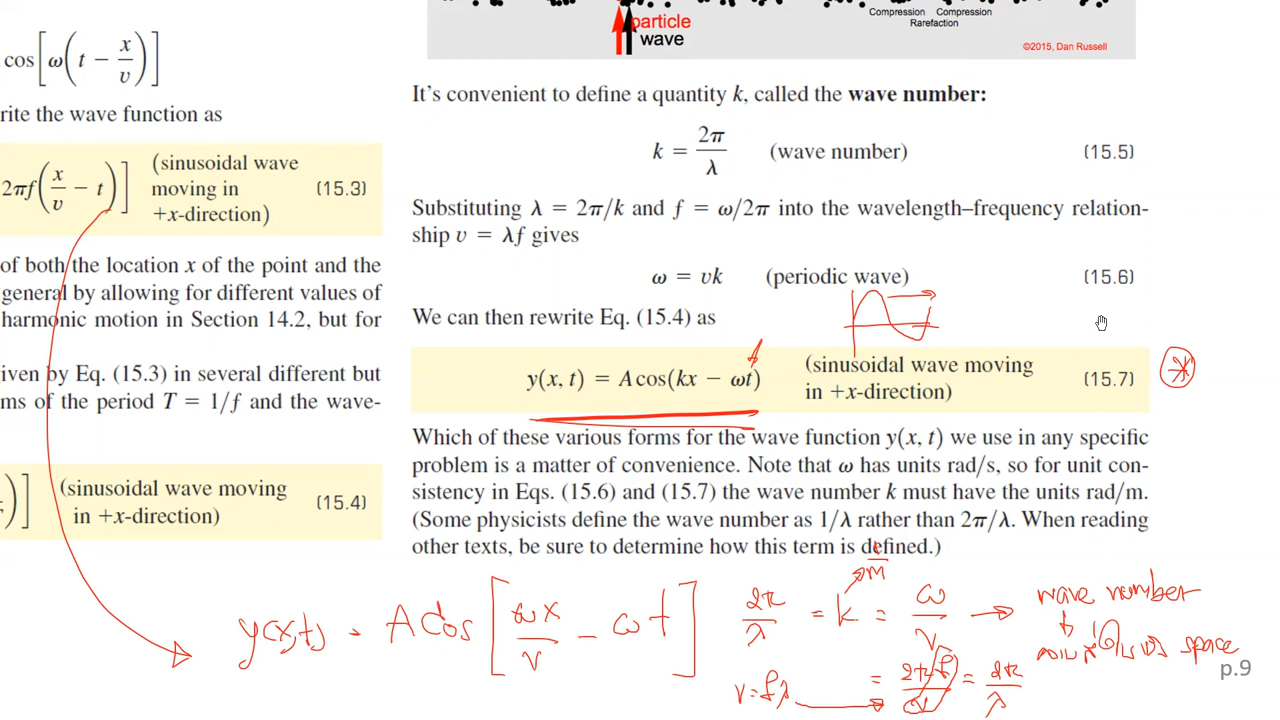 particle
wave
Compression Compression
Rarefaction
©2015, Dan Russell
cos[ω(t − x/v)]
rite the wave function as
2πf(x/v − t)] (sinusoidal wave
moving in (15.3)
+x-direction)
of both the location x of the point and the
general by allowing for different values of
harmonic motion in Section 14.2, but for
iven by Eq. (15.3) in several different but
ms of the period T = 1/f and the wave-
)] (sinusoidal wave moving
in +x-direction) (15.4)
It’s convenient to define a quantity k, called the wave number:
k = 2π/λ (wave number) (15.5)
Substituting λ = 2π/k and f = ω/2π into the wavelength–frequency relation-
ship v = λf gives
ω = vk (periodic wave) (15.6)
We can then rewrite Eq. (15.4) as
y(x, t) = A cos(kx − ωt) (sinusoidal wave moving
in +x-direction) (15.7)
Which of these various forms for the wave function y(x, t) we use in any specific
problem is a matter of convenience. Note that ω has units rad/s, so for unit con-
sistency in Eqs. (15.6) and (15.7) the wave number k must have the units rad/m.
(Some physicists define the wave number as 1/λ rather than 2π/λ. When reading
other texts, be sure to determine how this term is defined.)
y(x,t) = A cos [ωx/v − ωt]
2π/λ = k = ω/v → wave number
1/m
v = fλ → = 2πf/v = 2π/λ
space
p.9